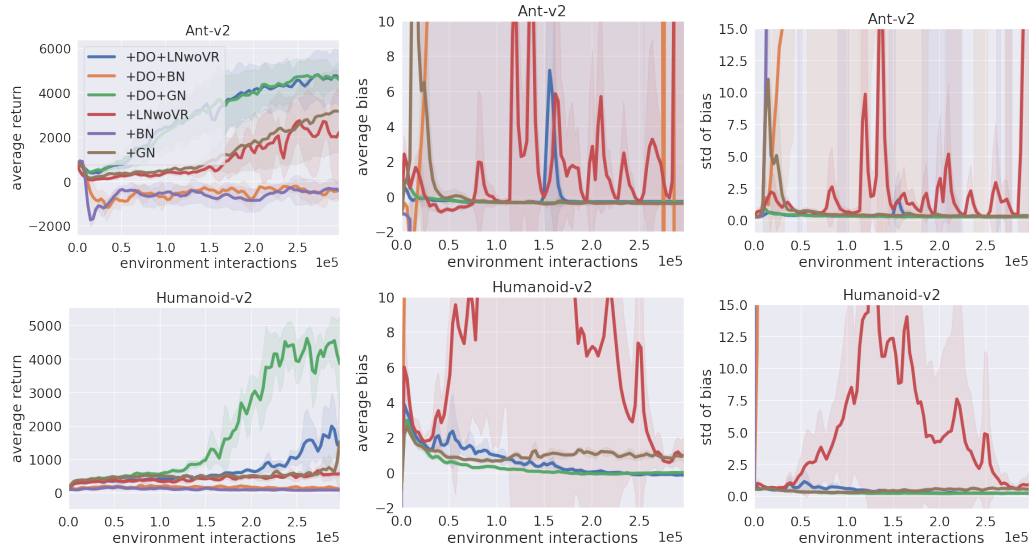 Ant-v2
average return
6000
4000
2000
0
−2000
+DO+LNwoVR
+DO+BN
+DO+GN
+LNwoVR
+BN
+GN
0.0 0.5 1.0 1.5 2.0 2.5
environment interactions 1e5
Ant-v2
average bias
10
8
6
4
2
0
−2
0.0 0.5 1.0 1.5 2.0 2.5
environment interactions 1e5
Ant-v2
std of bias
15.0
12.5
10.0
7.5
5.0
2.5
0.0
0.0 0.5 1.0 1.5 2.0 2.5
environment interactions 1e5
Humanoid-v2
average return
5000
4000
3000
2000
1000
0
0.0 0.5 1.0 1.5 2.0 2.5
environment interactions 1e5
Humanoid-v2
average bias
10
8
6
4
2
0
−2
0.0 0.5 1.0 1.5 2.0 2.5
environment interactions 1e5
Humanoid-v2
std of bias
15.0
12.5
10.0
7.5
5.0
2.5
0.0
0.0 0.5 1.0 1.5 2.0 2.5
environment interactions 1e5